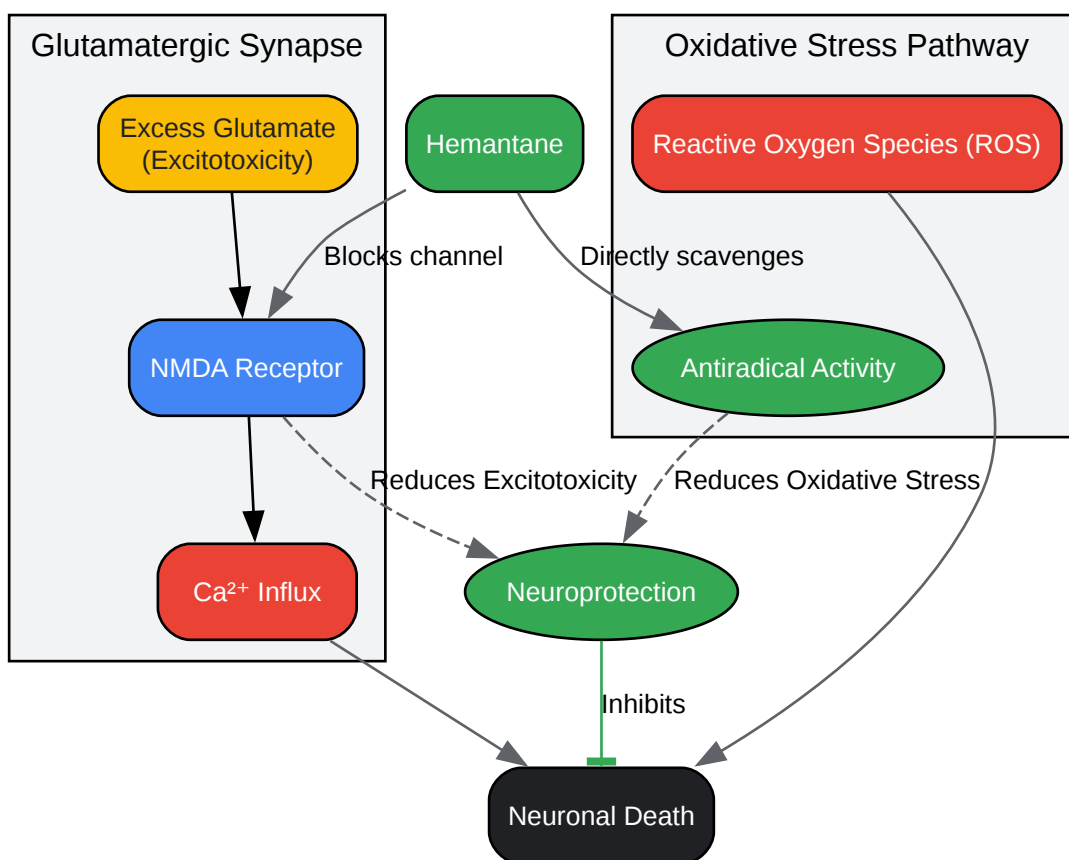 Glutamatergic Synapse
Oxidative Stress Pathway
Excess Glutamate
(Excitotoxicity)
Hemantane
Reactive Oxygen Species (ROS)
Blocks channel
Directly scavenges
NMDA Receptor
Antiradical Activity
Reduces Excitotoxicity
Reduces Oxidative Stress
Ca²⁺ Influx
Neuroprotection
Inhibits
Neuronal Death